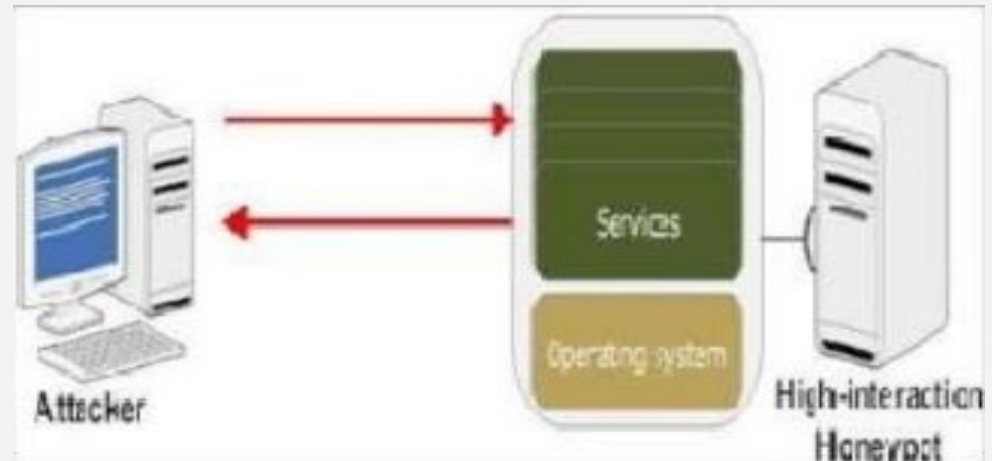 Services
Operating system
Attacker
High-interaction
Honeypot